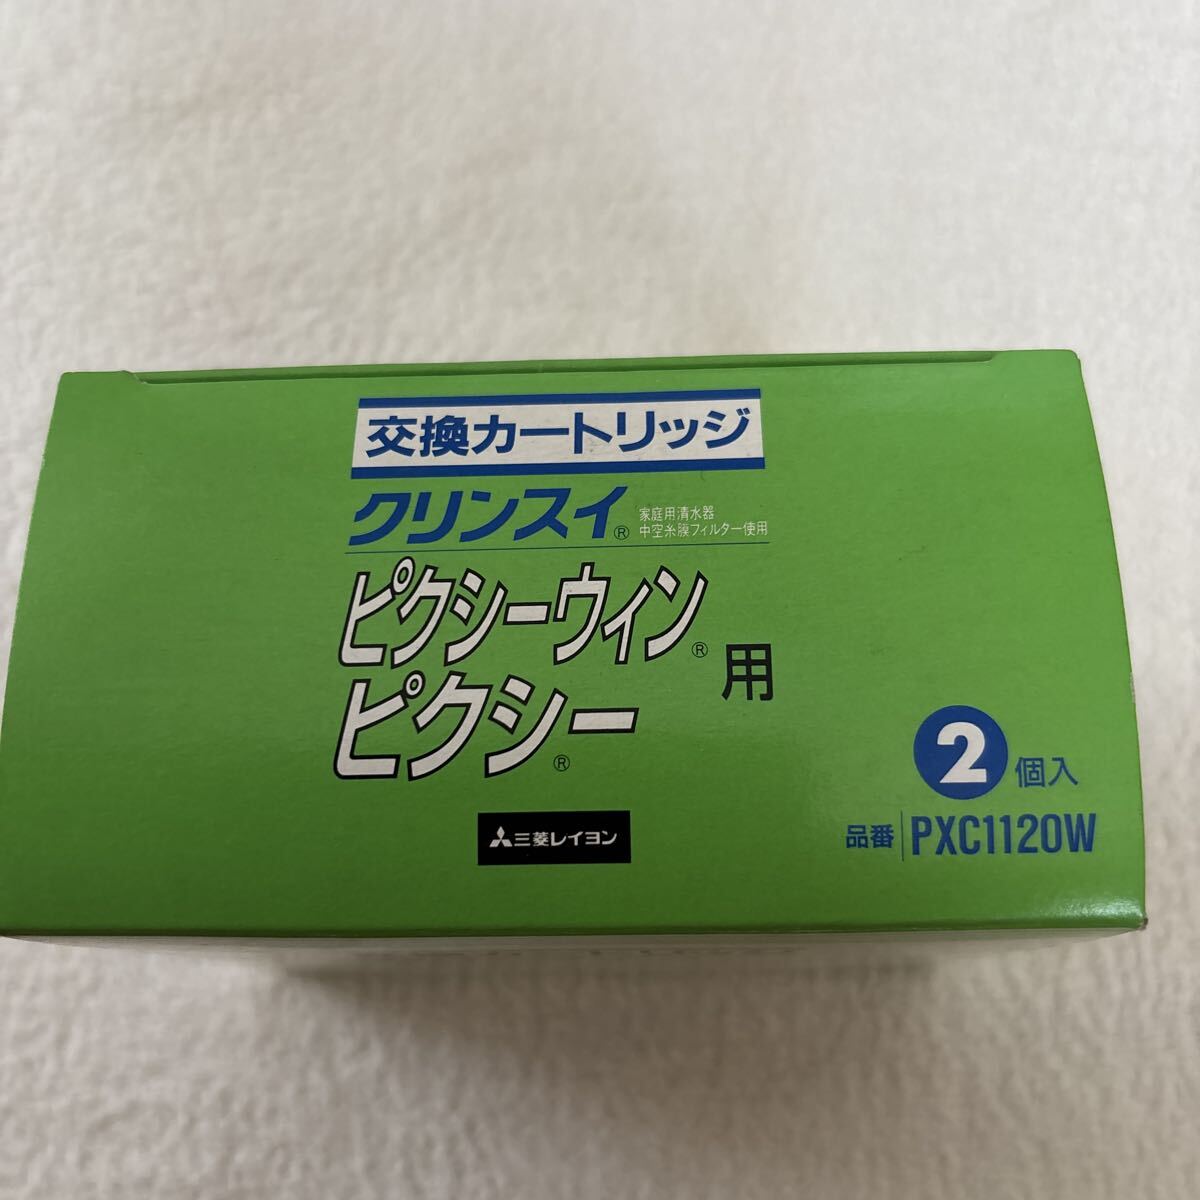 交換カートリッジ
クリンスイ®
家庭用清水器
中空糸膜フィルター使用
ピクシーウィン®
ピクシー®
用
2個入
品番 PXC1120W
三菱レイヨン